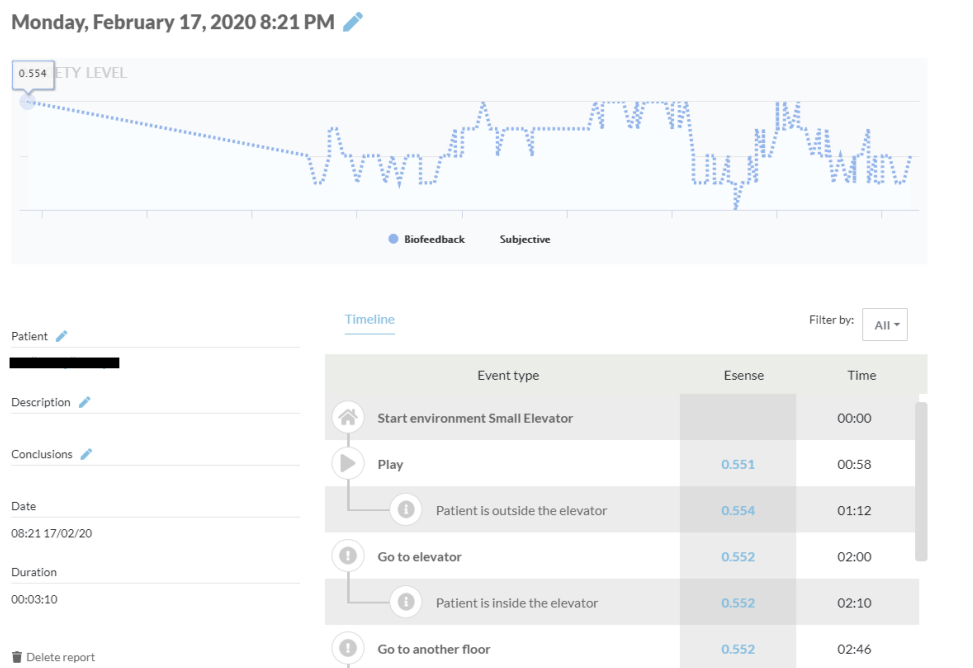 Monday, February 17, 2020 8:21 PM
0.554
ETY LEVEL
Biofeedback Subjective
Timeline
Filter by: All
Patient
Description
Conclusions
Date
08:21 17/02/20
Duration
00:03:10
Delete report
Event type Esense Time
Start environment Small Elevator 00:00
Play 0.551 00:58
Patient is outside the elevator 0.554 01:12
Go to elevator 0.552 02:00
Patient is inside the elevator 0.552 02:10
Go to another floor 0.552 02:46